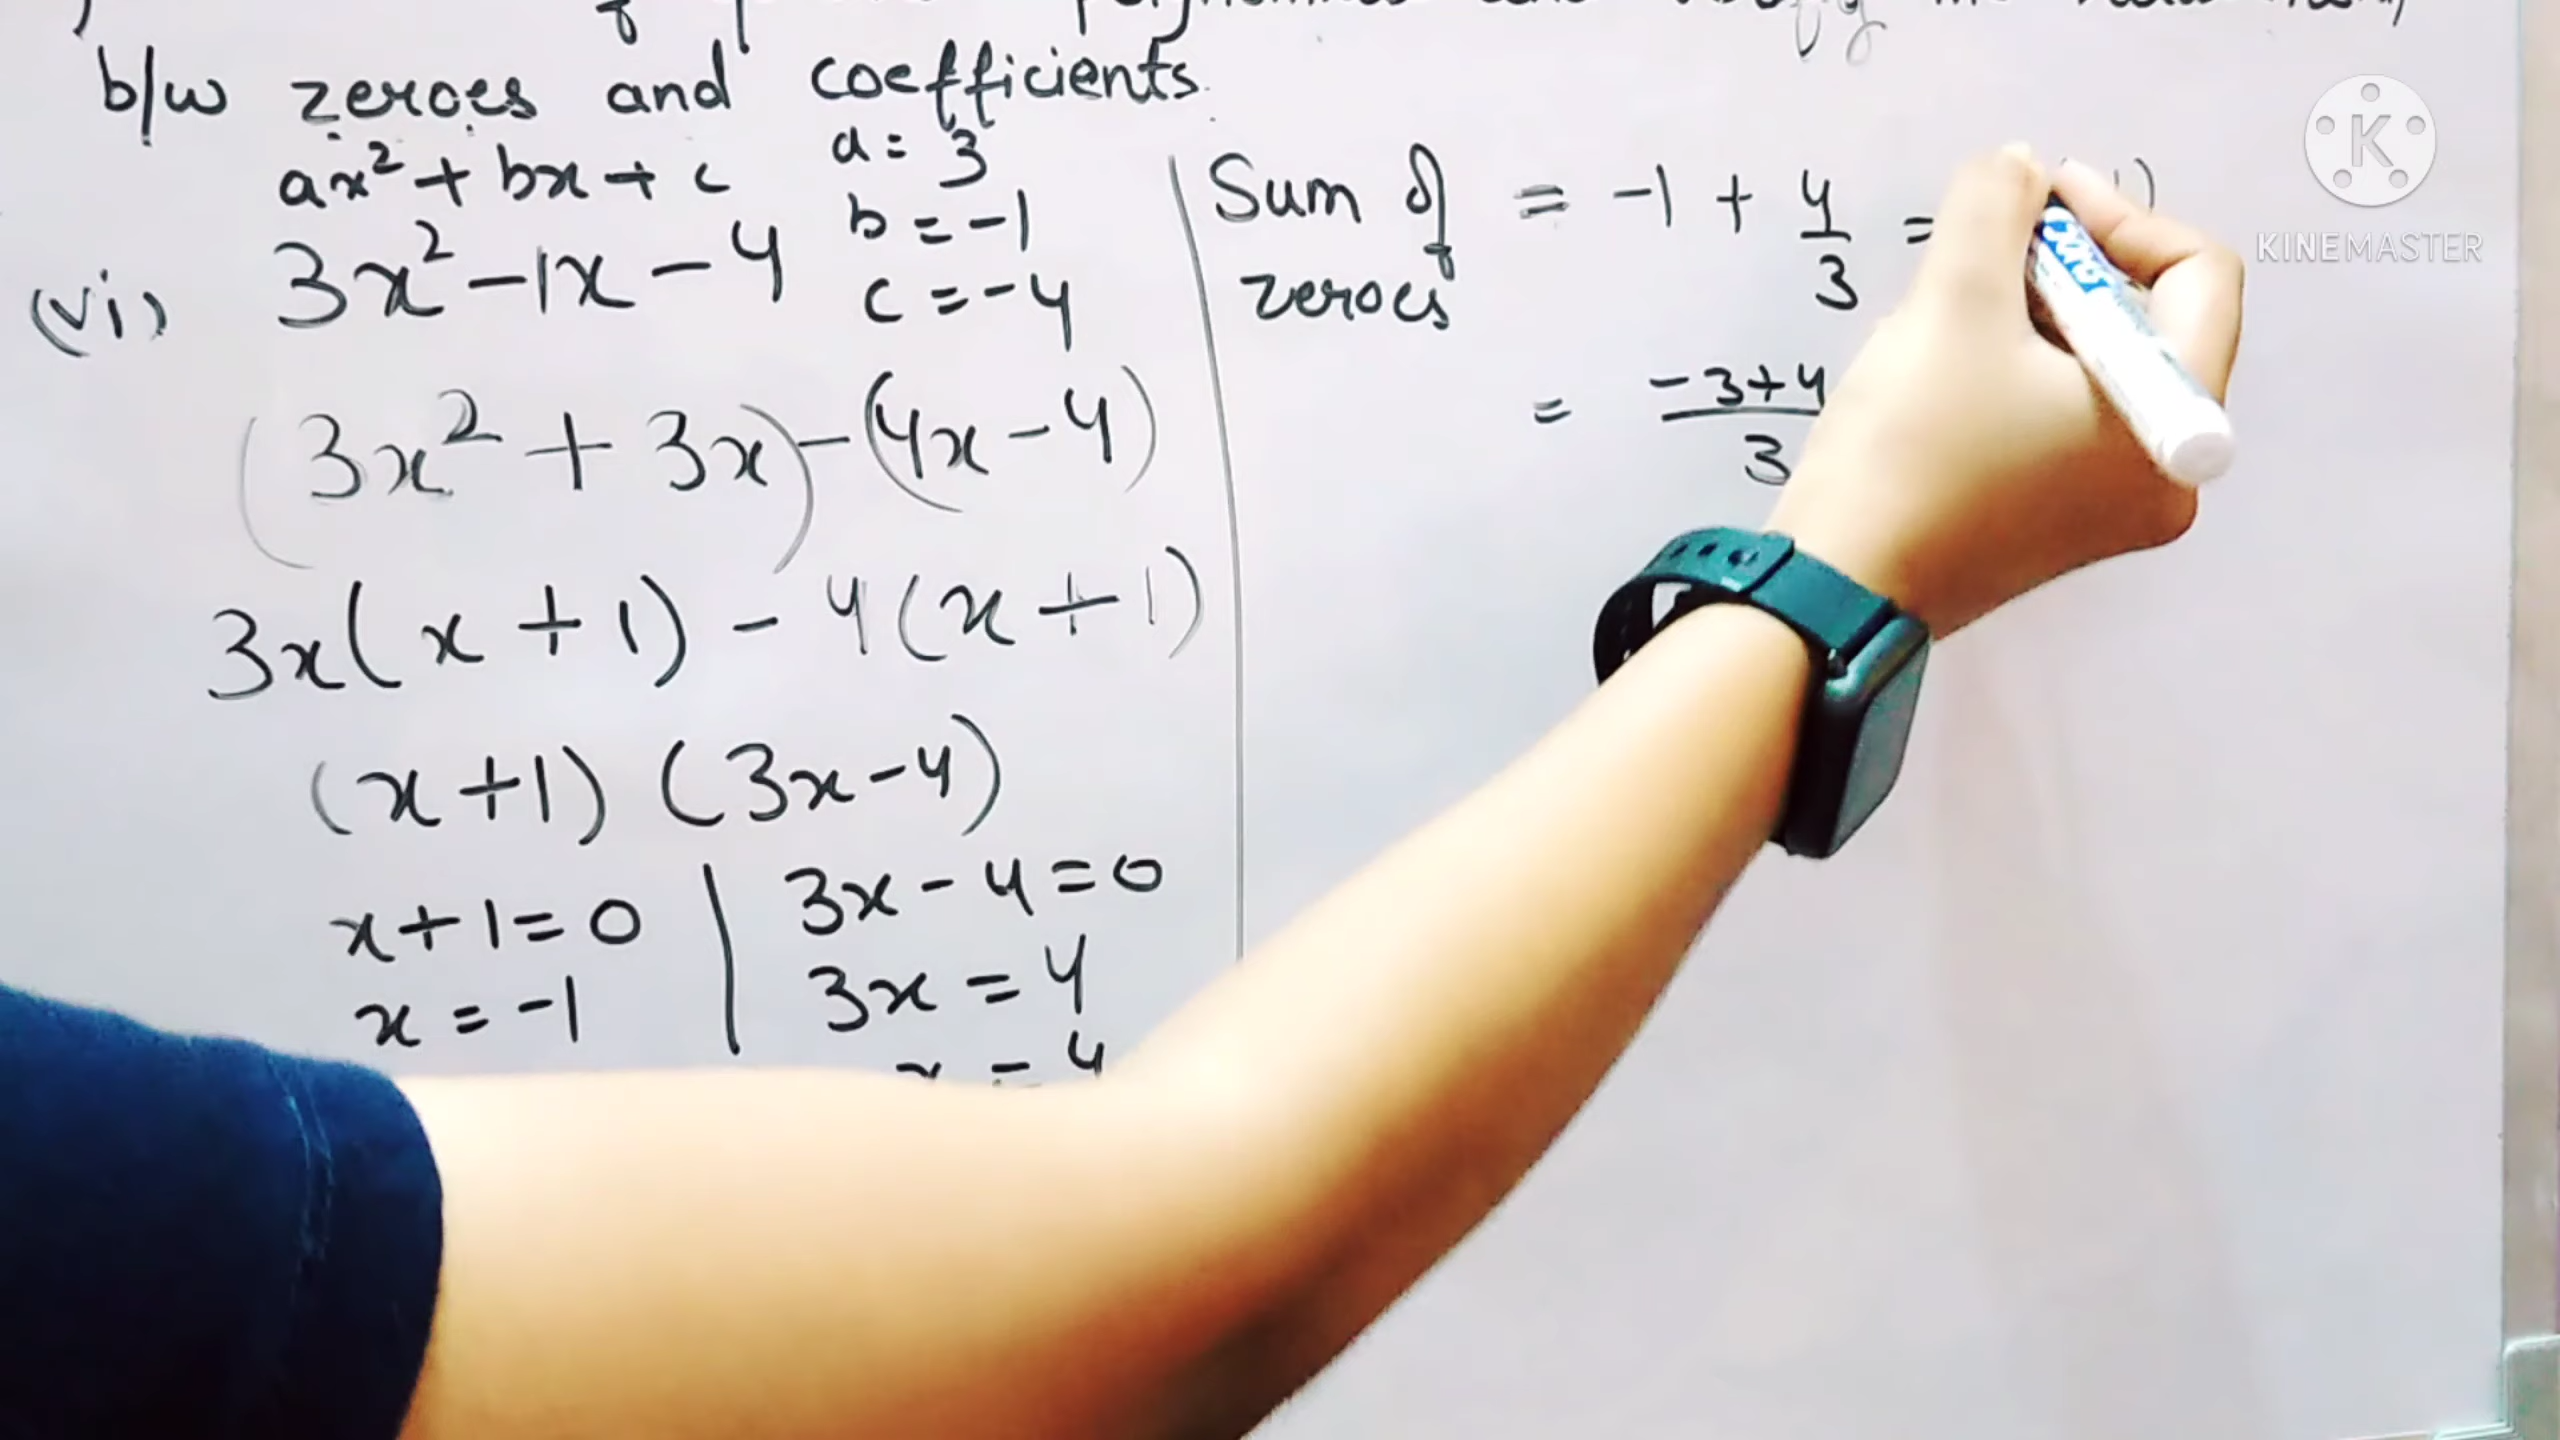 b/w zeroes and coefficients.
ax² + bx + c
a = 3
b = -1
c = -4
(vi) 3x² - 1x - 4
(3x² + 3x) - (4x - 4)
3x(x + 1) - 4(x + 1)
(x + 1) (3x - 4)
x + 1 = 0
x = -1
3x - 4 = 0
3x = 4
x = 4
Sum of zeroes = -1 + 4/3 =
= -3+4/3
KINEMASTER